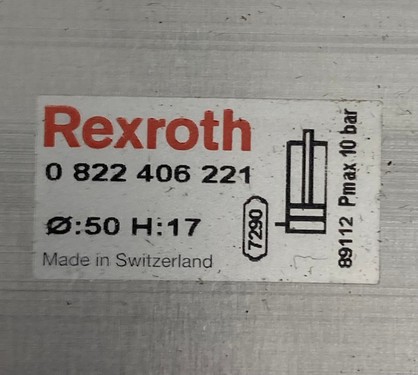 Rexroth
0 822 406 221
Ø:50 H:17
Made in Switzerland
7290
89112 Pmax 10 bar